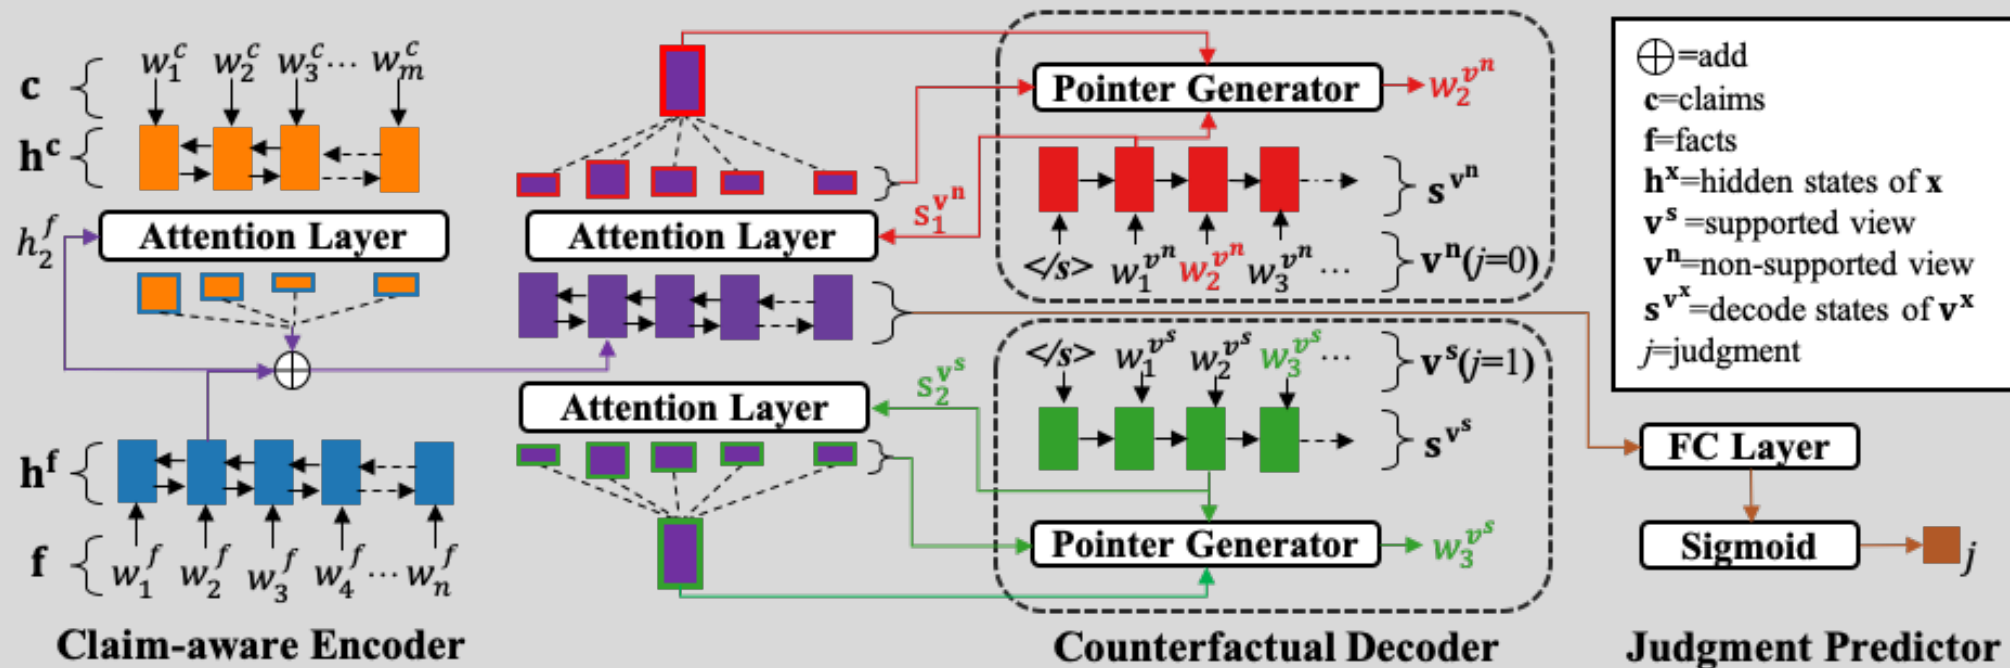 c
w_1^c w_2^c w_3^c ⋯ w_m^c
h^c
h_2^f
Attention Layer
h^f
f
w_1^f w_2^f w_3^f w_4^f ⋯ w_n^f
Claim-aware Encoder
s_1^{v^n}
Attention Layer
Attention Layer
s_2^{v^s}
Pointer Generator
w_2^{v^n}
s^{v^n}
</s> w_1^{v^n} w_2^{v^n} w_3^{v^n} ⋯ v^n(j=0)
</s> w_1^{v^s} w_2^{v^s} w_3^{v^s} ⋯ v^s(j=1)
s^{v^s}
Pointer Generator
w_3^{v^s}
Counterfactual Decoder
⊕=add
c=claims
f=facts
h^x=hidden states of x
v^s=supported view
v^n=non-supported view
s^{v^x}=decode states of v^x
j=judgment
FC Layer
Sigmoid
j
Judgment Predictor